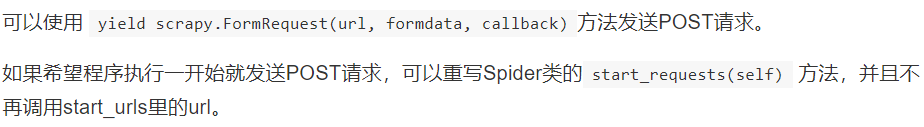 可以使用 yield scrapy.FormRequest(url, formdata, callback) 方法发送POST请求。
如果希望程序执行一开始就发送POST请求，可以重写Spider类的 start_requests(self) 方法，并且不
再调用start_urls里的url。